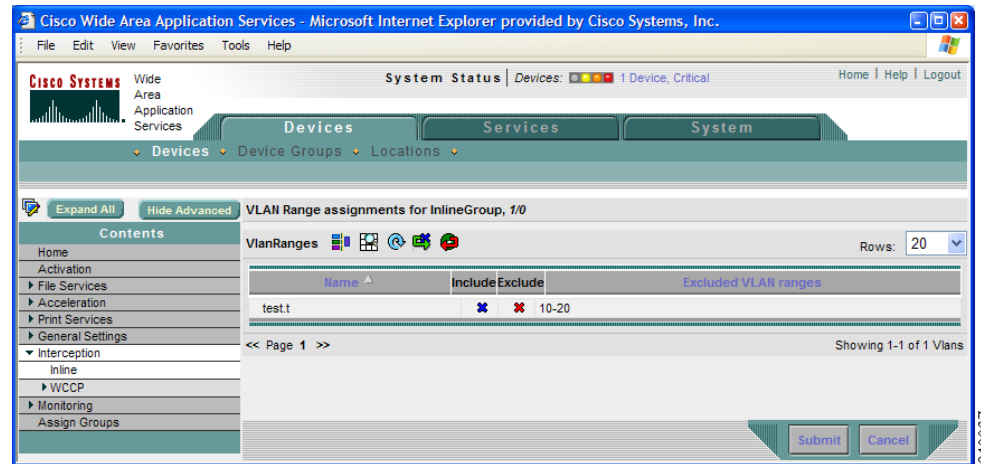 Cisco Wide Area Application Services - Microsoft Internet Explorer provided by Cisco Systems, Inc.
File Edit View Favorites Tools Help
CISCO SYSTEMS
Wide
Area
Application
Services
System Status | Devices: 1 Device, Critical
Home | Help | Logout
Devices Services System
Devices Device Groups Locations
Expand All Hide Advanced
VLAN Range assignments for InlineGroup, 1/0
Contents
Home
Activation
File Services
Acceleration
Print Services
General Settings
Interception
Inline
WCCP
Monitoring
Assign Groups
VlanRanges
Rows: 20
Name Include Exclude Excluded VLAN ranges
test.t 10-20
<< Page 1 >>
Showing 1-1 of 1 Vlans
Submit Cancel